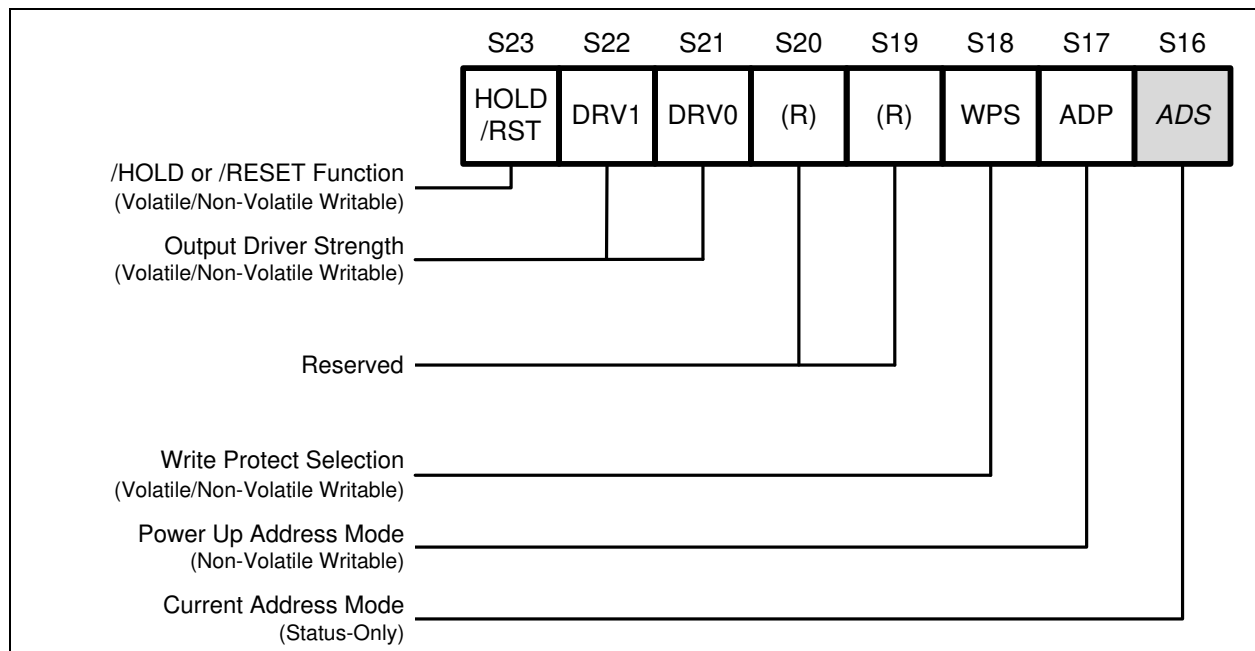 S23 S22 S21 S20 S19 S18 S17 S16
HOLD
/RST DRV1 DRV0 (R) (R) WPS ADP ADS
/HOLD or /RESET Function
(Volatile/Non-Volatile Writable)
Output Driver Strength
(Volatile/Non-Volatile Writable)
Reserved
Write Protect Selection
(Volatile/Non-Volatile Writable)
Power Up Address Mode
(Non-Volatile Writable)
Current Address Mode
(Status-Only)